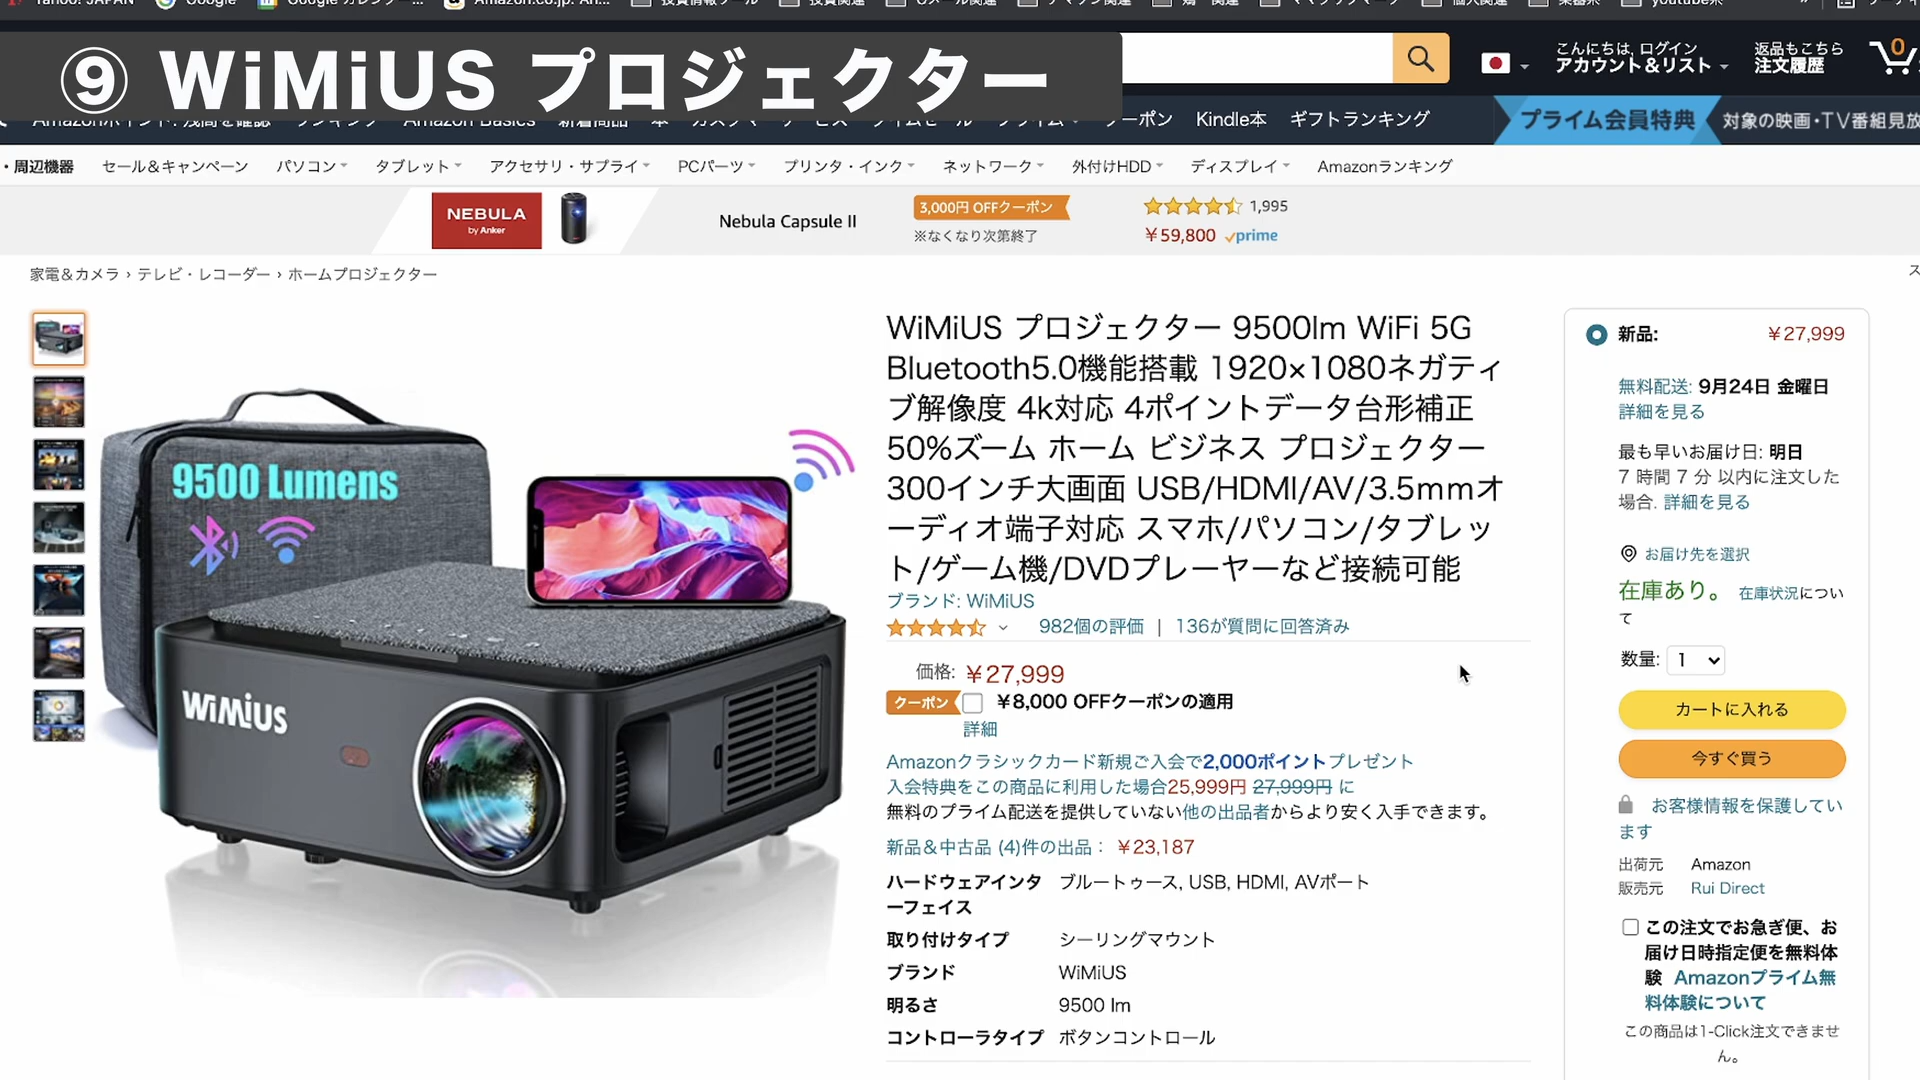 Yahoo! JAPAN
Google
⑨ WiMiUS プロジェクター
こんにちは, ログイン
アカウント&リスト
返品もこちら
注文履歴
0
クーポン Kindle本 ギフトランキング
プライム会員特典 対象の映画・TV番組見放
・周辺機器 セール&キャンペーン パソコン タブレット アクセサリ・サプライ PCパーツ プリンタ・インク ネットワーク 外付けHDD ディスプレイ Amazonランキング
NEBULA
by Anker
Nebula Capsule II
3,000円 OFFクーポン
※なくなり次第終了
1,995
￥59,800 prime
家電&カメラ › テレビ・レコーダー › ホームプロジェクター
9500 Lumens
WiMiUS
WiMiUS プロジェクター 9500lm WiFi 5G
Bluetooth5.0機能搭載 1920×1080ネガティ
ブ解像度 4k対応 4ポイントデータ台形補正
50%ズーム ホーム ビジネス プロジェクター
300インチ大画面 USB/HDMI/AV/3.5mmオ
ーディオ端子対応 スマホ/パソコン/タブレッ
ト/ゲーム機/DVDプレーヤーなど接続可能
ブランド: WiMiUS
982個の評価 | 136が質問に回答済み
価格: ￥27,999
クーポン ￥8,000 OFFクーポンの適用
詳細
Amazonクラシックカード新規ご入会で2,000ポイントプレゼント
入会特典をこの商品に利用した場合25,999円 27,999円 に
無料のプライム配送を提供していない他の出品者からより安く入手できます。
新品&中古品 (4)件の出品： ￥23,187
ハードウェアインタ ブルートゥース, USB, HDMI, AVポート
ーフェイス
取り付けタイプ シーリングマウント
ブランド WiMiUS
明るさ 9500 lm
コントローラタイプ ボタンコントロール
新品: ￥27,999
無料配送: 9月24日 金曜日
詳細を見る
最も早いお届け日: 明日
7 時間 7 分 以内に注文した
場合. 詳細を見る
お届け先を選択
在庫あり。 在庫状況につい
て
数量: 1
カートに入れる
今すぐ買う
お客様情報を保護してい
ます
出荷元 Amazon
販売元 Rui Direct
この注文でお急ぎ便、お
届け日時指定便を無料体
験 Amazonプライム無
料体験について
この商品は1-Click注文できませ
ん。